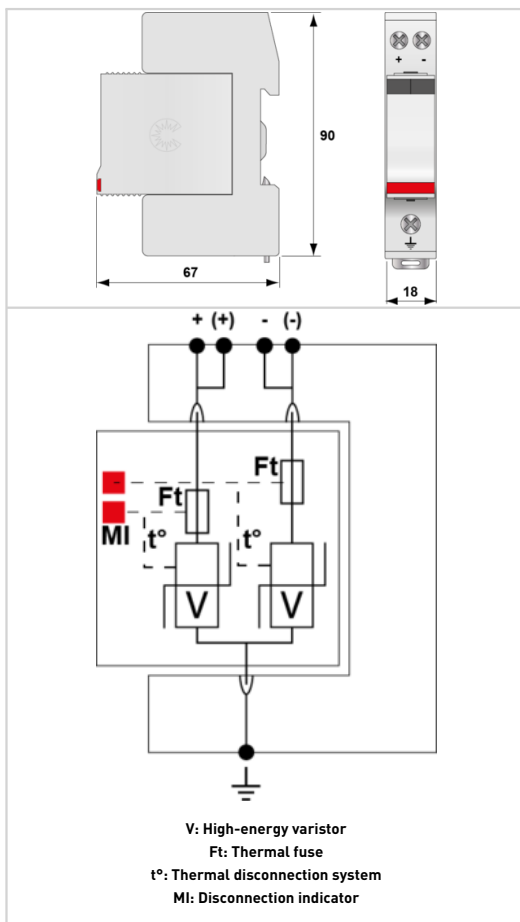 + -
90
67
18
+ (+) - (-)
Ft
Ft
MI
t°
t°
V
V
V: High-energy varistor
Ft: Thermal fuse
t°: Thermal disconnection system
MI: Disconnection indicator